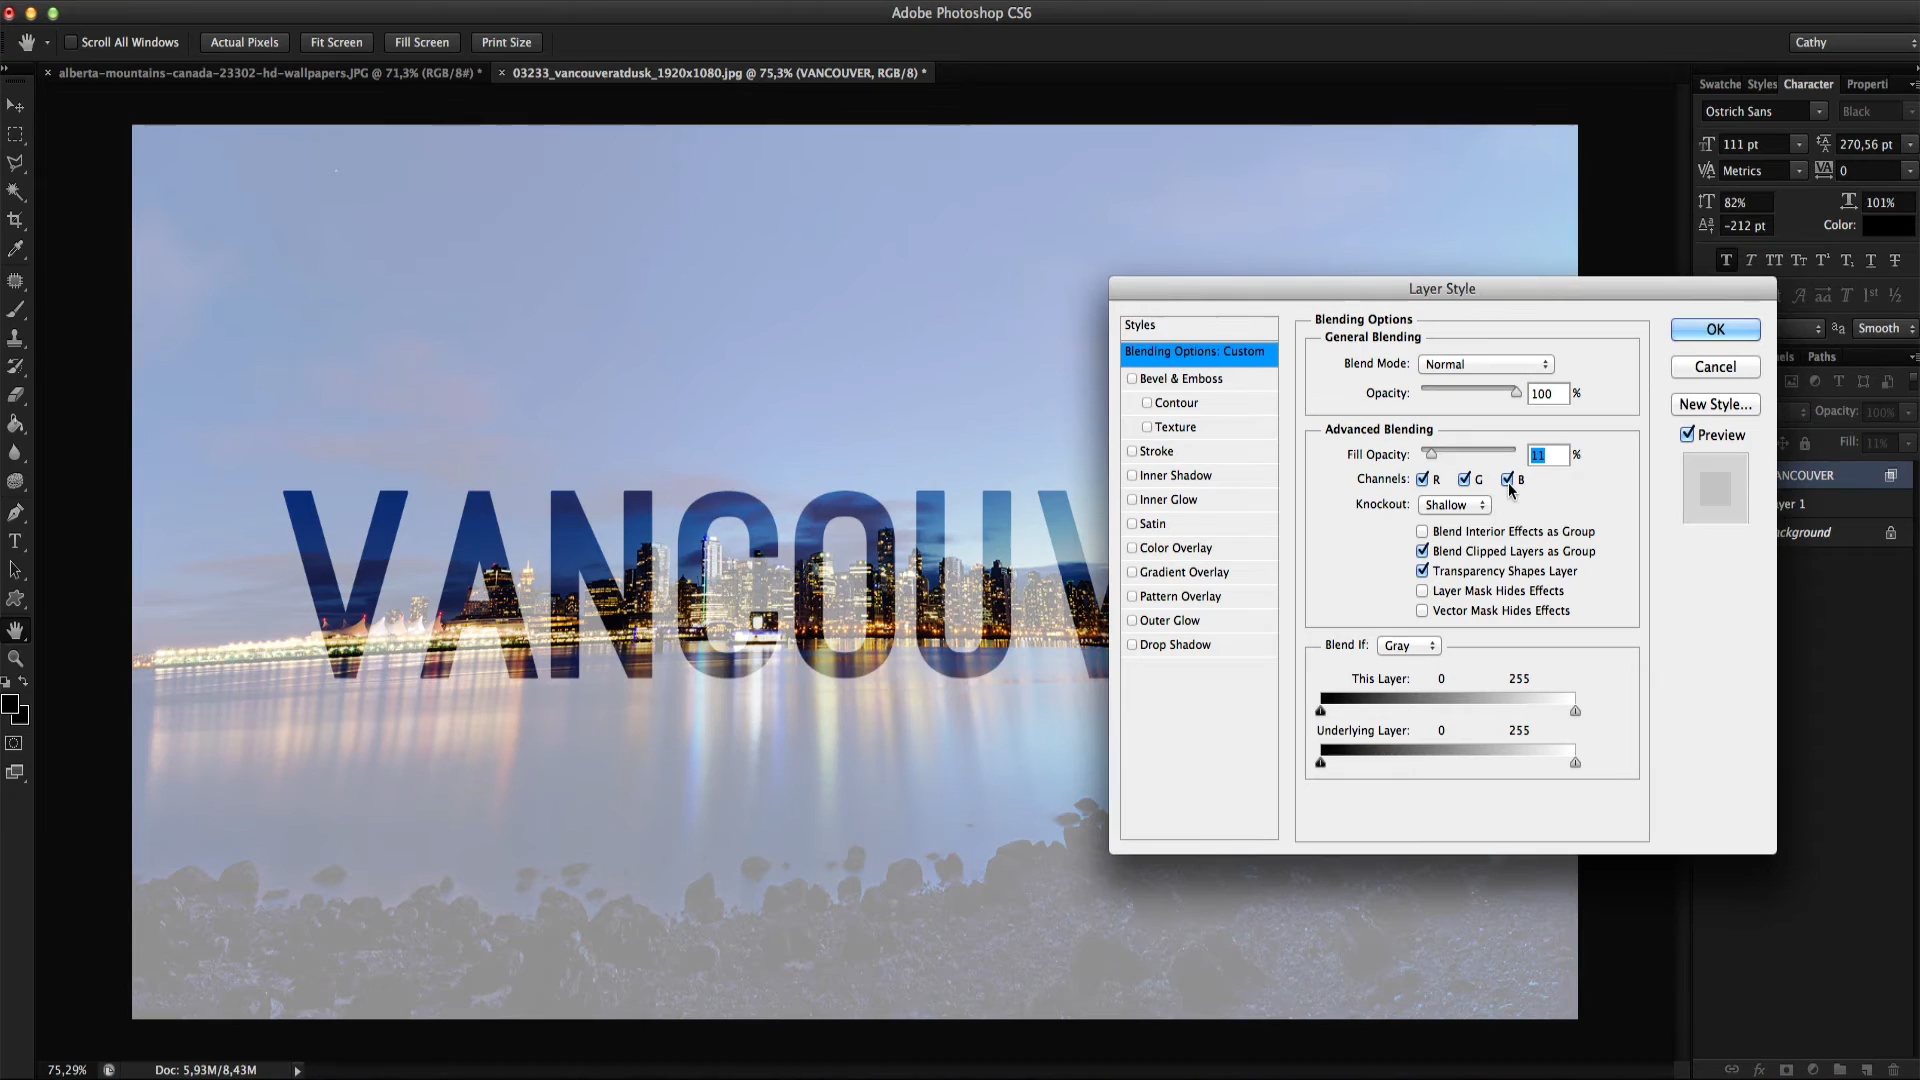 Adobe Photoshop CS6
Scroll All Windows
Actual Pixels
Fit Screen
Fill Screen
Print Size
Cathy
alberta-mountains-canada-23302-hd-wallpapers.JPG @ 71,3% (RGB/8#) *
03233_vancouveratdusk_1920x1080.jpg @ 75,3% (VANCOUVER, RGB/8) *
Swatche
Styles
Character
Properti
Ostrich Sans
Black
111 pt
270,56 pt
Metrics
0
82%
101%
-212 pt
Color:
Smooth
nels
Paths
Opacity: 100%
Fill: 11%
ANCOUVER
yer 1
ackground
VANCOUV
Layer Style
Styles
Blending Options: Custom
Bevel & Emboss
Contour
Texture
Stroke
Inner Shadow
Inner Glow
Satin
Color Overlay
Gradient Overlay
Pattern Overlay
Outer Glow
Drop Shadow
Blending Options
General Blending
Blend Mode: Normal
Opacity: 100 %
Advanced Blending
Fill Opacity: 11 %
Channels: R G B
Knockout: Shallow
Blend Interior Effects as Group
Blend Clipped Layers as Group
Transparency Shapes Layer
Layer Mask Hides Effects
Vector Mask Hides Effects
Blend If: Gray
This Layer: 0 255
Underlying Layer: 0 255
OK
Cancel
New Style...
Preview
75,29%
Doc: 5,93M/8,43M